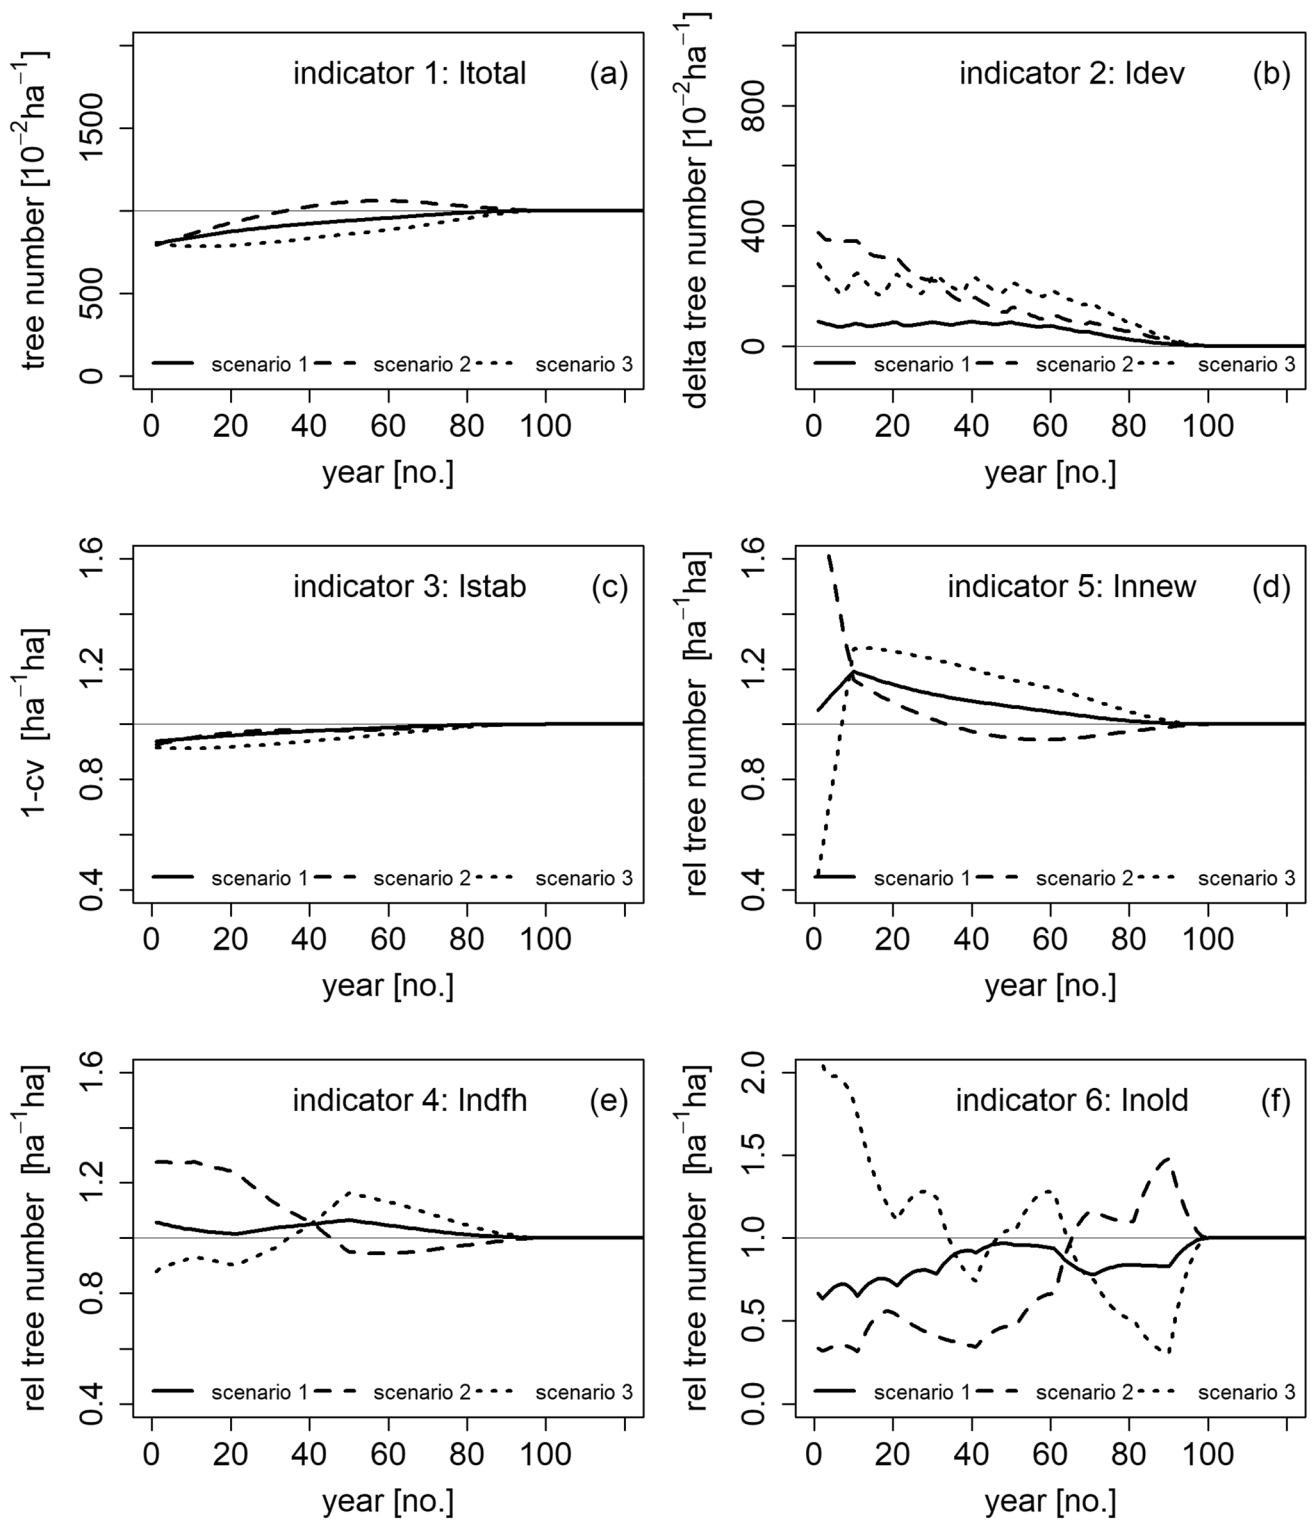 indicator 1: Itotal (a)
tree number [10⁻²ha⁻¹]
0 500 1500
scenario 1 scenario 2 scenario 3
0 20 40 60 80 100
year [no.]
indicator 2: Idev (b)
delta tree number [10⁻²ha⁻¹]
0 400 800
scenario 1 scenario 2 scenario 3
0 20 40 60 80 100
year [no.]
indicator 3: Istab (c)
1-cv [ha⁻¹ha]
0.4 0.8 1.2 1.6
scenario 1 scenario 2 scenario 3
0 20 40 60 80 100
year [no.]
indicator 5: Innew (d)
rel tree number [ha⁻¹ha]
0.4 0.8 1.2 1.6
scenario 1 scenario 2 scenario 3
0 20 40 60 80 100
year [no.]
indicator 4: Indfh (e)
rel tree number [ha⁻¹ha]
0.4 0.8 1.2 1.6
scenario 1 scenario 2 scenario 3
0 20 40 60 80 100
year [no.]
indicator 6: Inold (f)
rel tree number [ha⁻¹ha]
0.0 0.5 1.0 1.5 2.0
scenario 1 scenario 2 scenario 3
0 20 40 60 80 100
year [no.]